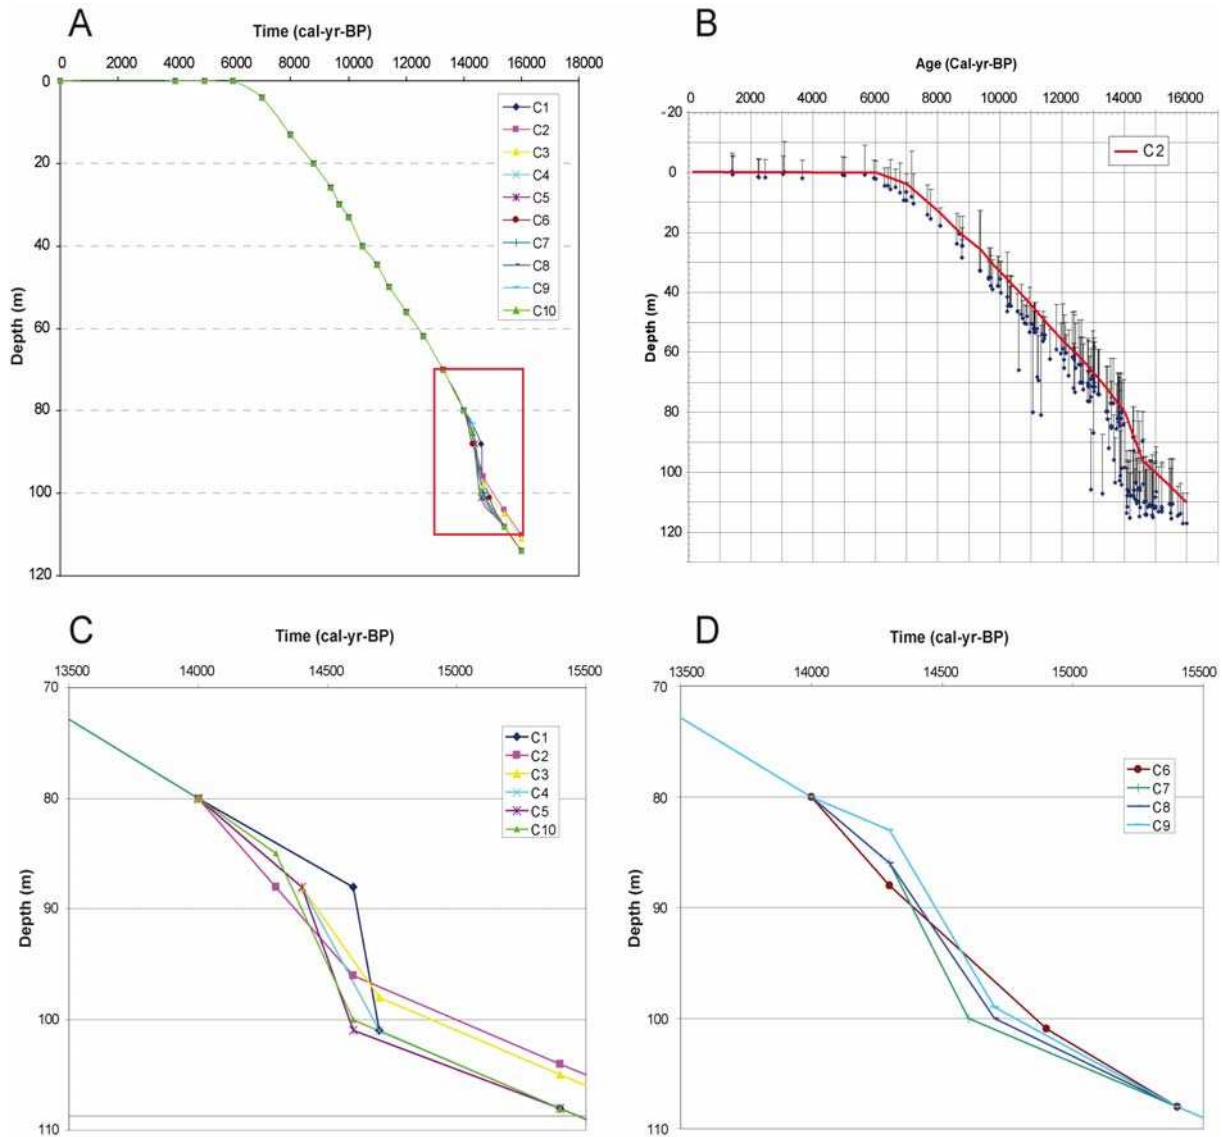 A
Time (cal-yr-BP)
0 2000 4000 6000 8000 10000 12000 14000 16000 18000
0
20
40
60
80
100
120
Depth (m)
C1
C2
C3
C4
C5
C6
C7
C8
C9
C10
B
Age (Cal-yr-BP)
0 2000 4000 6000 8000 10000 12000 14000 16000
-20
0
20
40
60
80
100
120
Depth (m)
C2
C
Time (cal-yr-BP)
13500 14000 14500 15000 15500
70
80
90
100
110
Depth (m)
C1
C2
C3
C4
C5
C10
D
Time (cal-yr-BP)
13500 14000 14500 15000 15500
70
80
90
100
110
Depth (m)
C6
C7
C8
C9